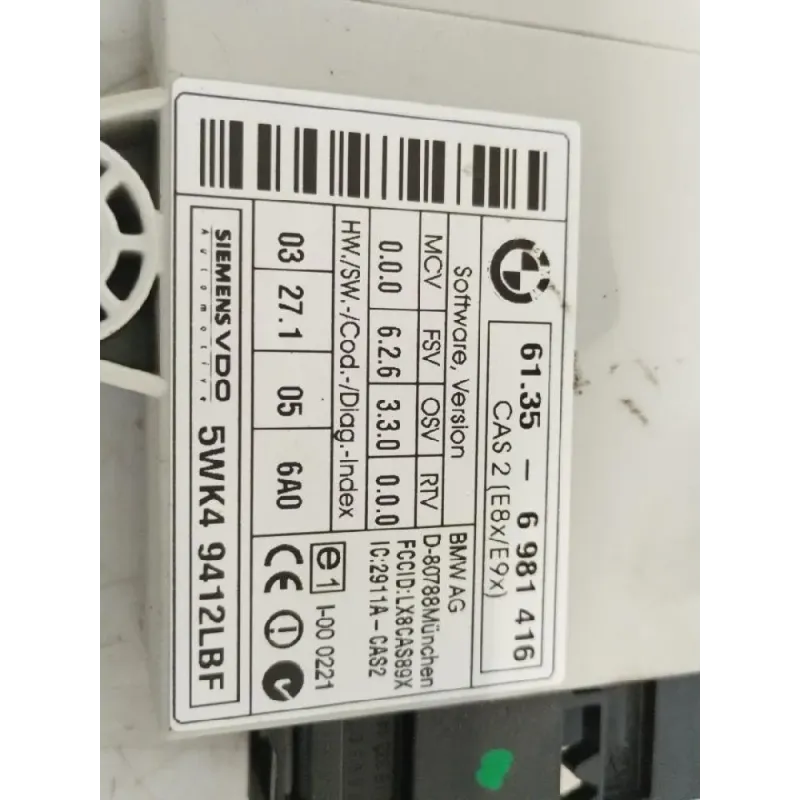 61.35 – 6 981 416
CAS 2 (E8x/E9x)
Software, Version
MCV FSV OSV RTV
0.0.0 6.2.6 3.3.0 0.0.0
HW./SW.-/Cod.-/Diag.-Index
03 27.1 05 6A0
BMW AG
D-80788München
FCCID:LX8CAS89X
IC:2911A-CAS2
e1 I-00 0221
CE
SIEMENS VDO
Automotive
5WK4 9412LBF